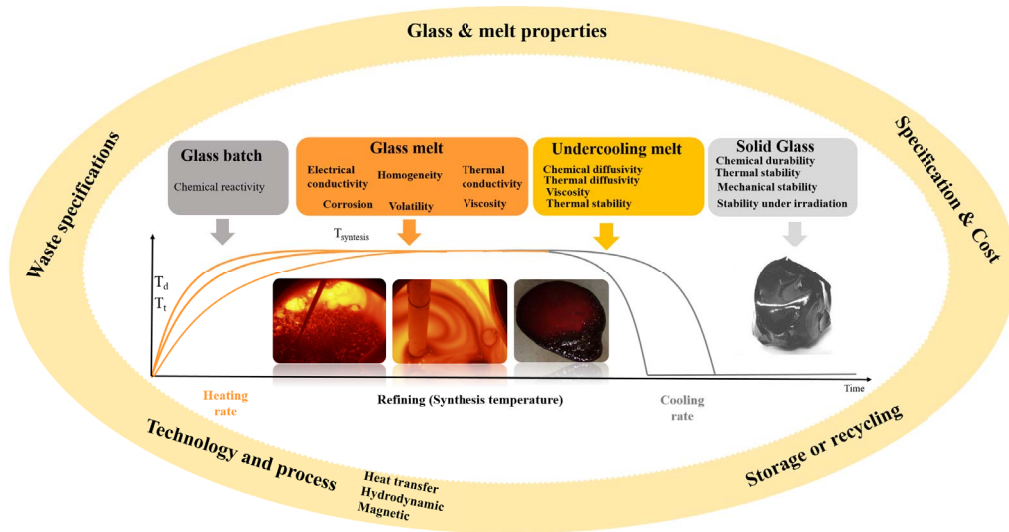 Glass & melt properties
Waste specifications
Specification & Cost
Glass batch
Chemical reactivity
Glass melt
Electrical conductivity
Homogeneity
Thermal conductivity
Corrosion
Volatility
Viscosity
Undercooling melt
Chemical diffusivity
Thermal diffusivity
Viscosity
Thermal stability
Solid Glass
Chemical durability
Thermal stability
Mechanical stability
Stability under irradiation
Tsyntesis
Td
Tt
Time
Heating
rate
Refining (Synthesis temperature)
Cooling
rate
Technology and process
Heat transfer
Hydrodynamic
Magnetic
Storage or recycling